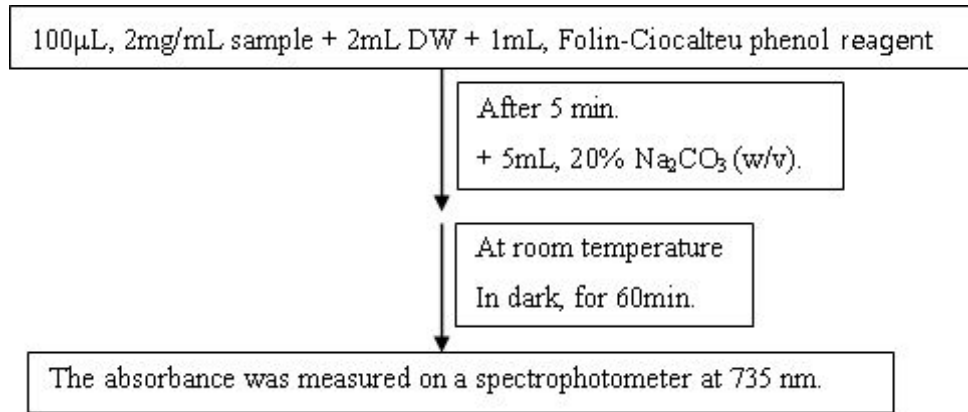 100μL, 2mg/mL sample + 2mL DW + 1mL, Folin-Ciocalteu phenol reagent
After 5 min.
+ 5mL, 20% Na₂CO₃ (w/v).
At room temperature
In dark, for 60min.
The absorbance was measured on a spectrophotometer at 735 nm.